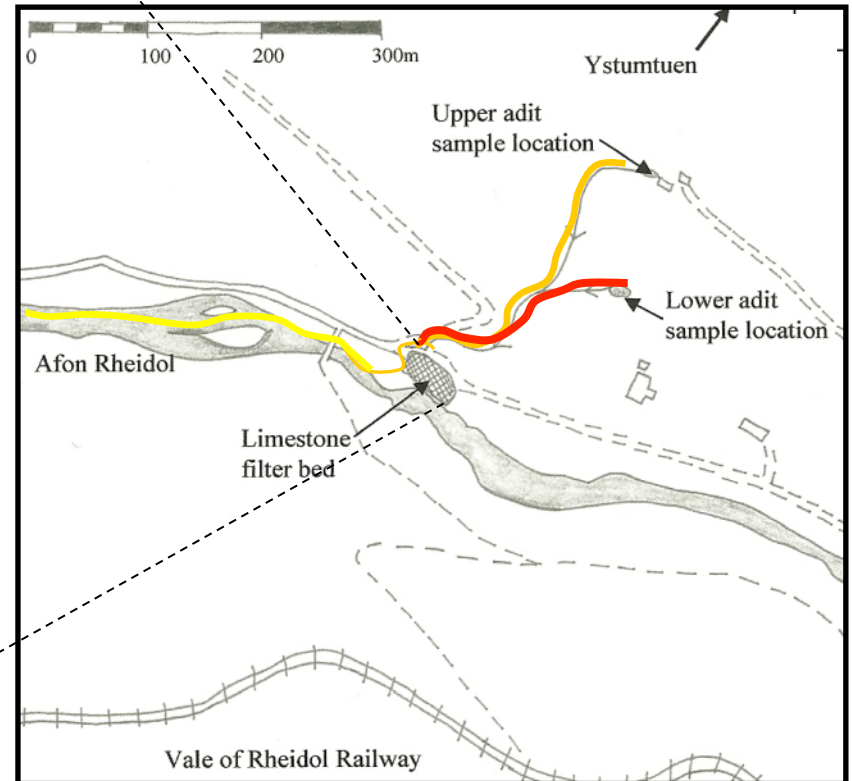 0 100 200 300m
Ystumtuen
Upper adit
sample location
Lower adit
sample location
Afon Rheidol
Limestone
filter bed
Vale of Rheidol Railway